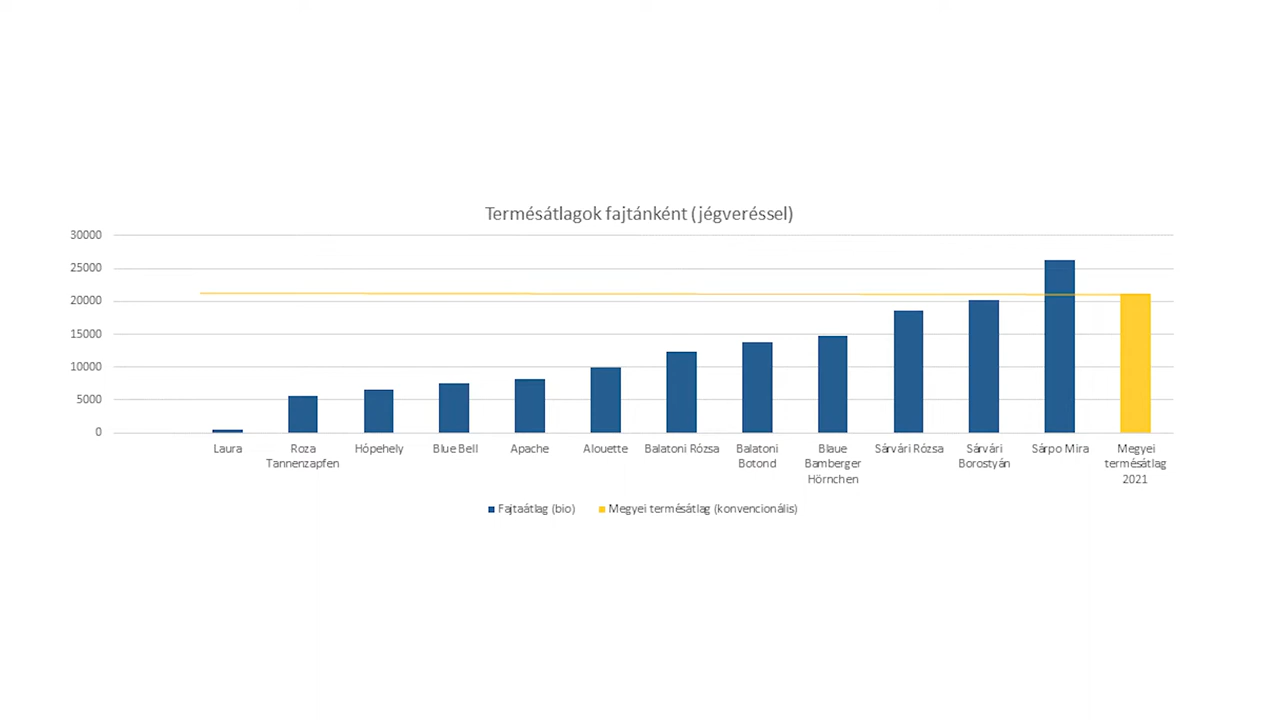 Termésátlagok fajtánként (jégveréssel)
30000
25000
20000
15000
10000
5000
0
Laura
Roza
Tannenzapfen
Hópehely
Blue Bell
Apache
Alouette
Balatoni Rózsa
Balatoni
Botond
Blaue
Bamberger
Hörnchen
Sárvári Rózsa
Sárvári
Borostyán
Sárpo Mira
Megyei
termésátlag
2021
Fajtaátlag (bio)
Megyei termésátlag (konvencionális)